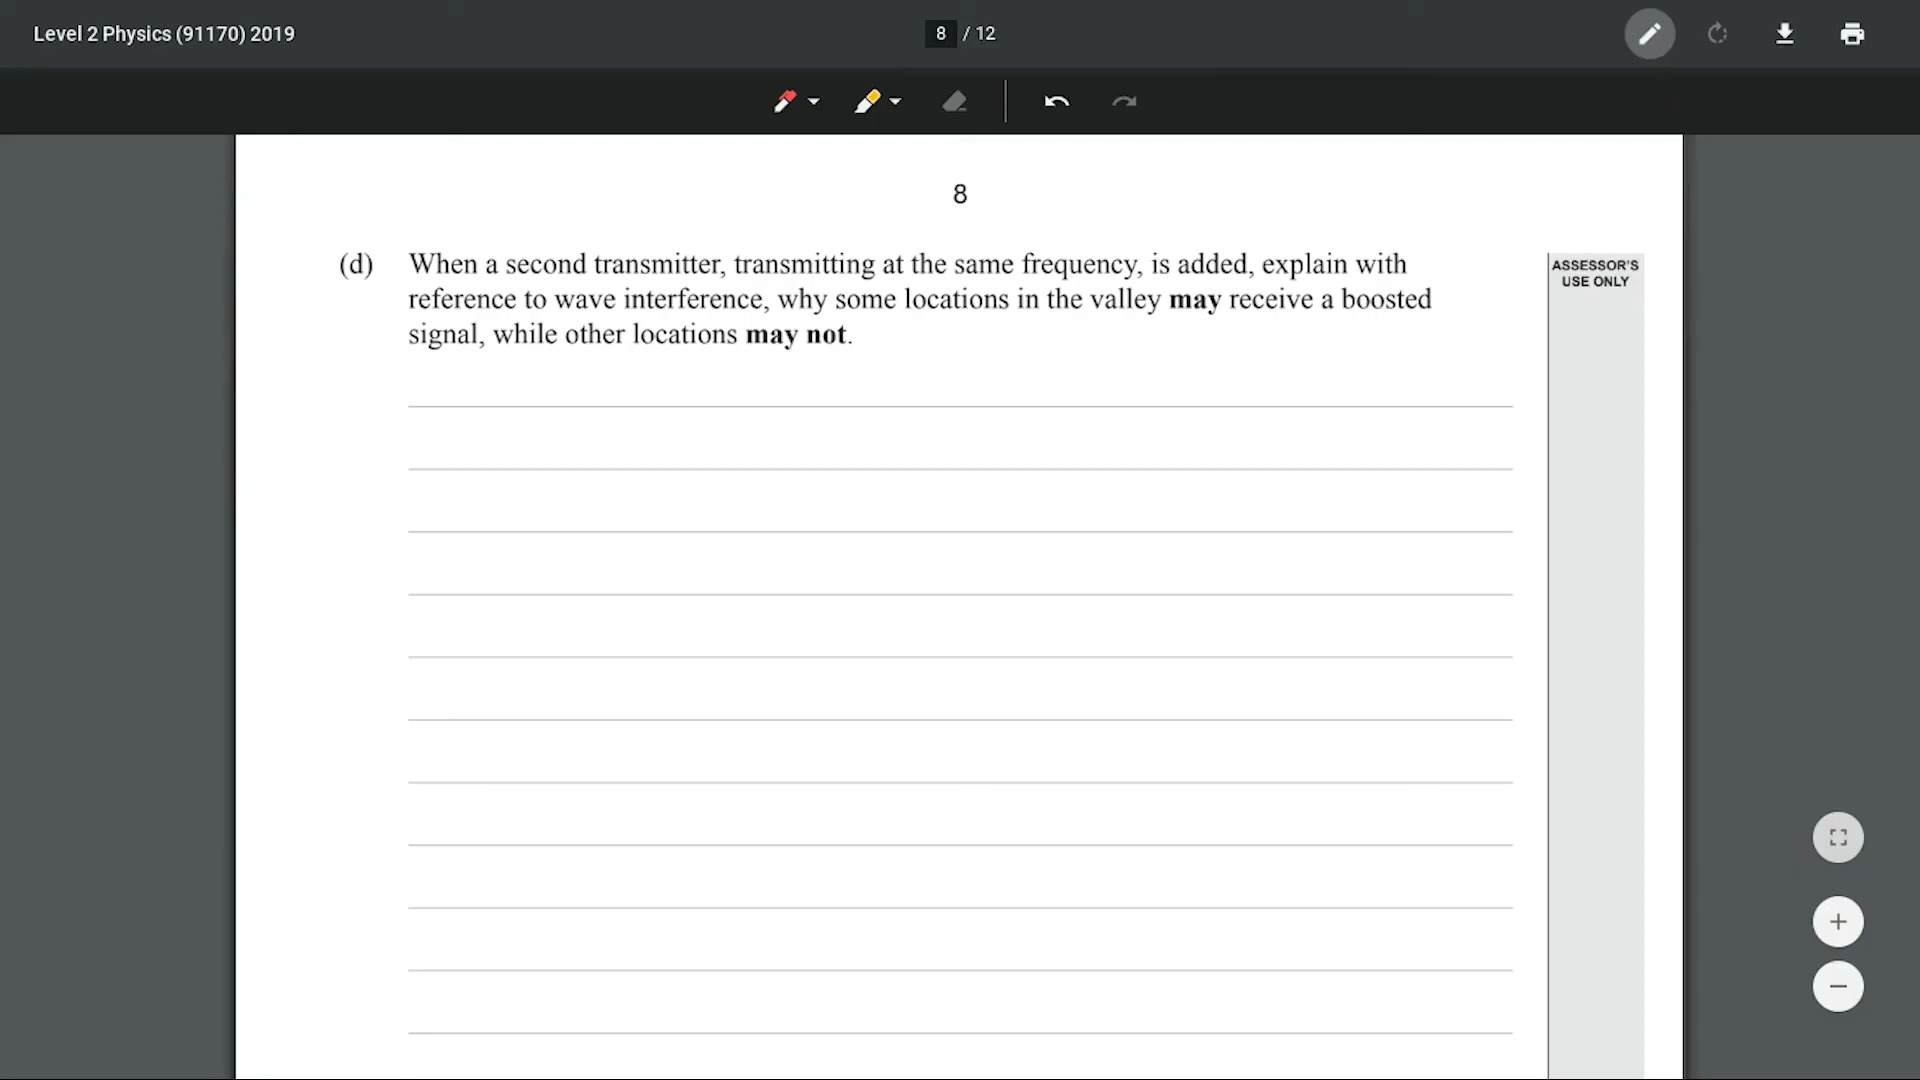 Level 2 Physics (91170) 2019
8 / 12
8
(d) When a second transmitter, transmitting at the same frequency, is added, explain with
reference to wave interference, why some locations in the valley may receive a boosted
signal, while other locations may not.
ASSESSOR'S
USE ONLY